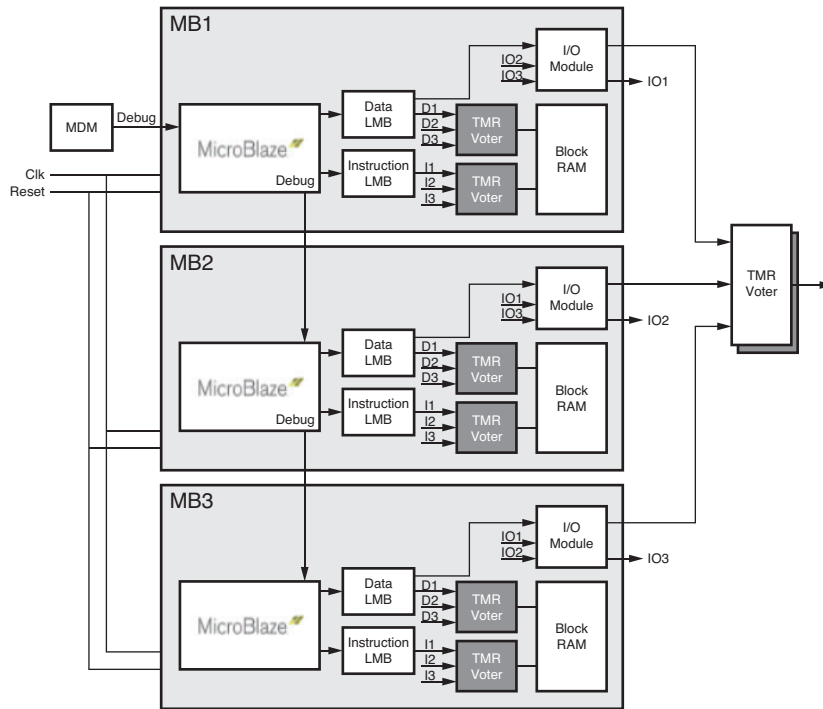 MB1
I/O
Module
IO2
IO3
IO1
Data
LMB
D1
D2
D3
TMR
Voter
Block
RAM
MDM
Debug
MicroBlaze
Debug
Instruction
LMB
I1
I2
I3
TMR
Voter
Clk
Reset
MB2
I/O
Module
IO1
IO3
IO2
Data
LMB
D1
D2
D3
TMR
Voter
Block
RAM
MicroBlaze
Debug
Instruction
LMB
I1
I2
I3
TMR
Voter
TMR
Voter
MB3
I/O
Module
IO1
IO2
IO3
Data
LMB
D1
D2
D3
TMR
Voter
Block
RAM
MicroBlaze
Instruction
LMB
I1
I2
I3
TMR
Voter